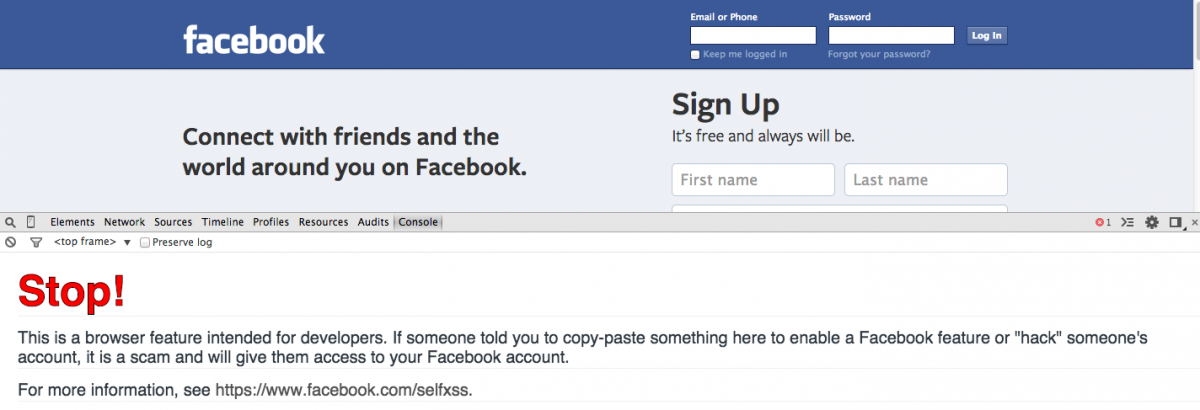 facebook
Email or Phone
Password
Log In
Keep me logged in
Forgot your password?
Connect with friends and the
world around you on Facebook.
Sign Up
It's free and always will be.
First name
Last name
Elements Network Sources Timeline Profiles Resources Audits Console
1
<top frame>
Preserve log
Stop!
This is a browser feature intended for developers. If someone told you to copy-paste something here to enable a Facebook feature or "hack" someone's
account, it is a scam and will give them access to your Facebook account.
For more information, see https://www.facebook.com/selfxss.